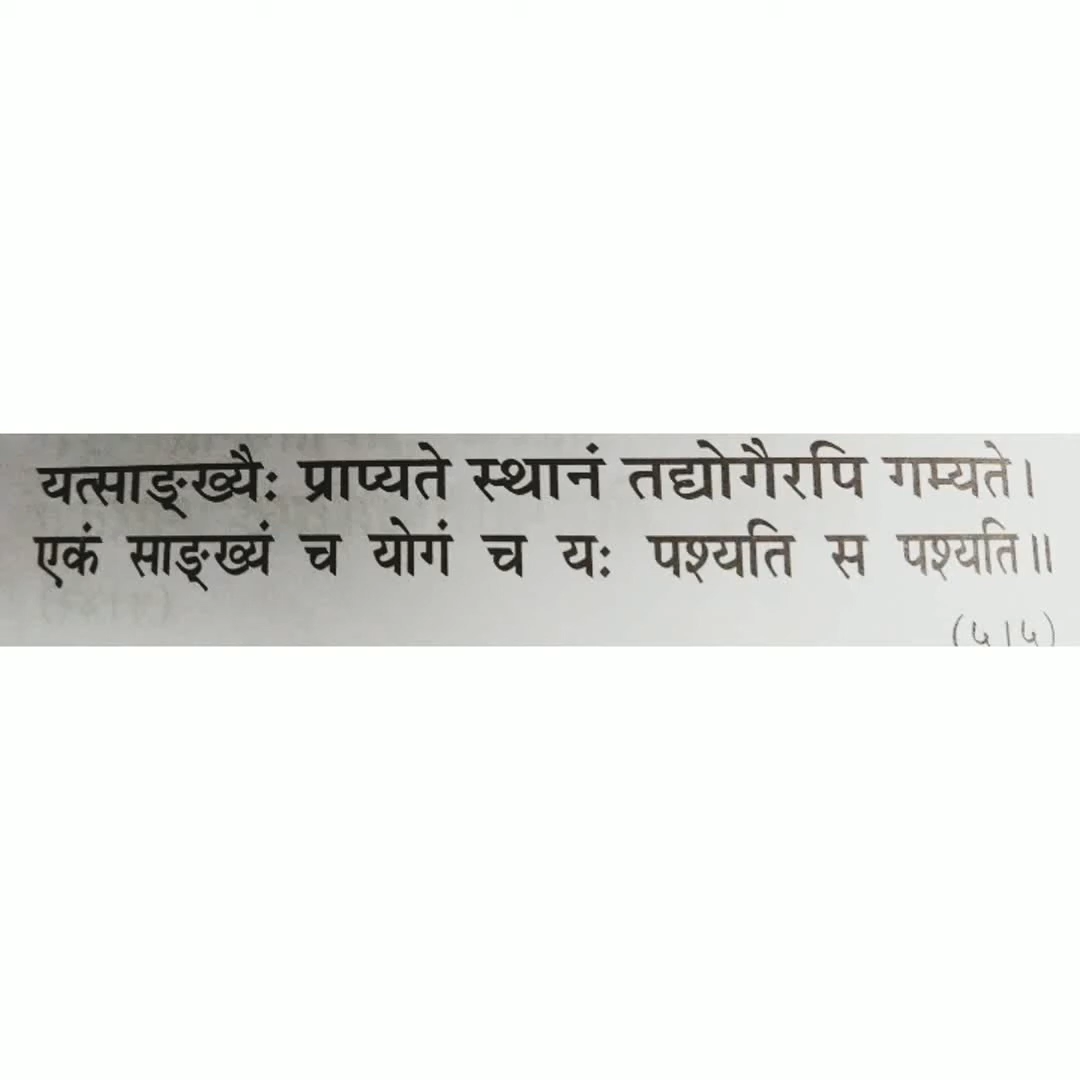 यत्साङ्ख्यैः प्राप्यते स्थानं तद्योगैरपि गम्यते।
एकं साङ्ख्यं च योगं च यः पश्यति स पश्यति॥
(५।५)